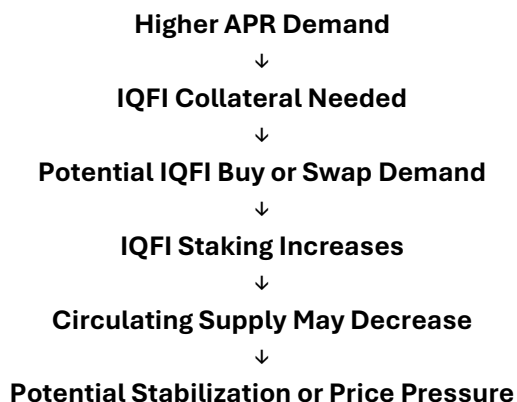 Higher APR Demand
↓
IQFI Collateral Needed
↓
Potential IQFI Buy or Swap Demand
↓
IQFI Staking Increases
↓
Circulating Supply May Decrease
↓
Potential Stabilization or Price Pressure